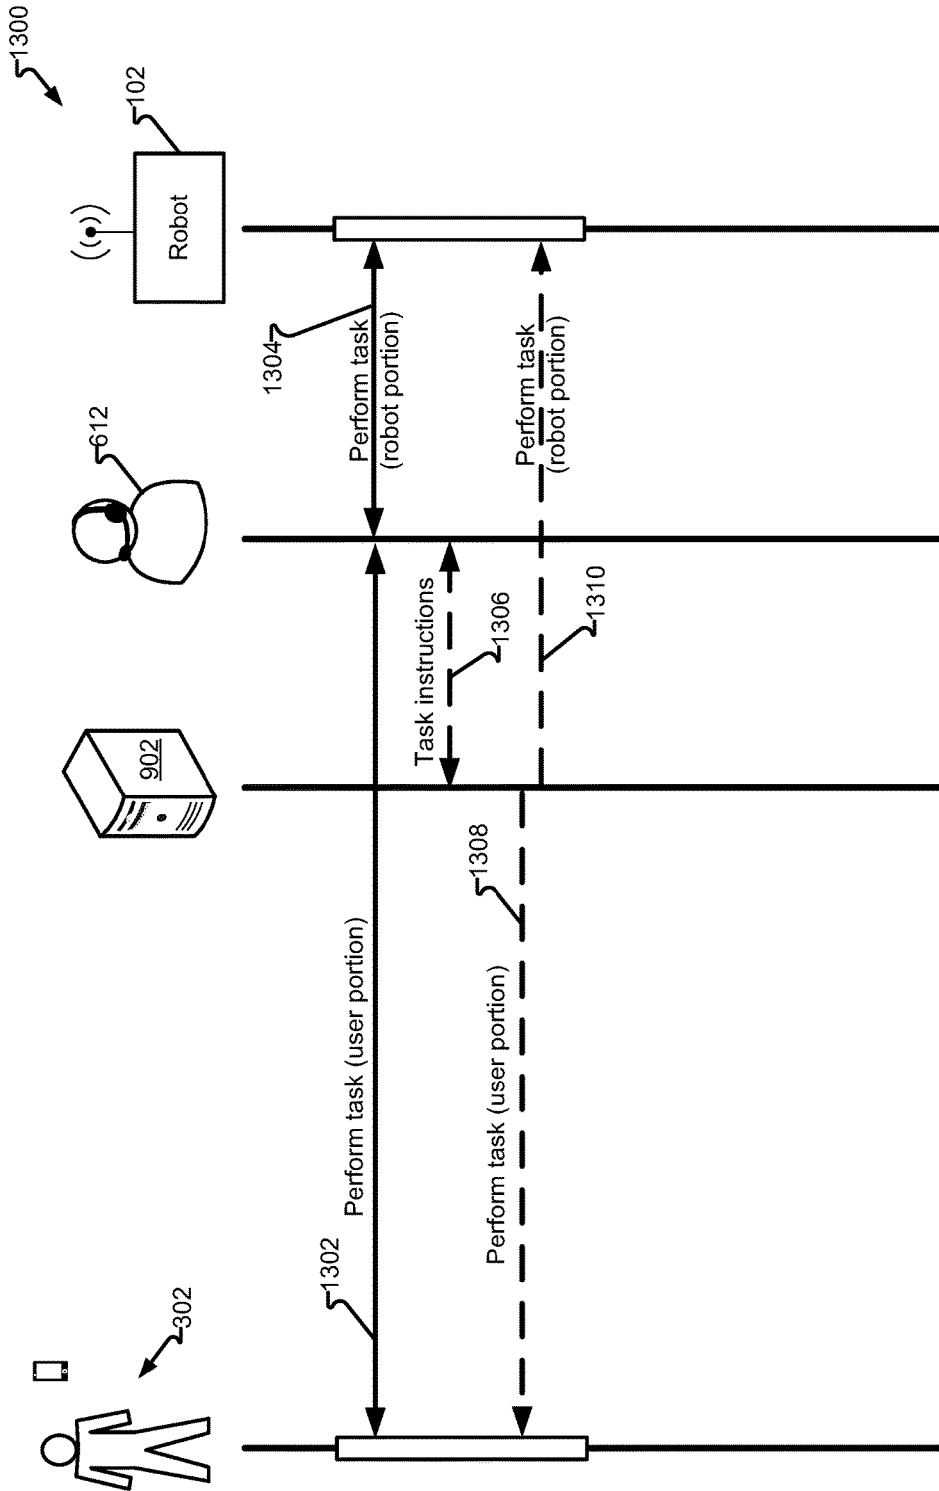 1300
302
902
612
102
Robot
1302
Perform task (user portion)
1304
Perform task
(robot portion)
Task instructions
1306
Perform task (user portion)
1308
Perform task
(robot portion)
1310